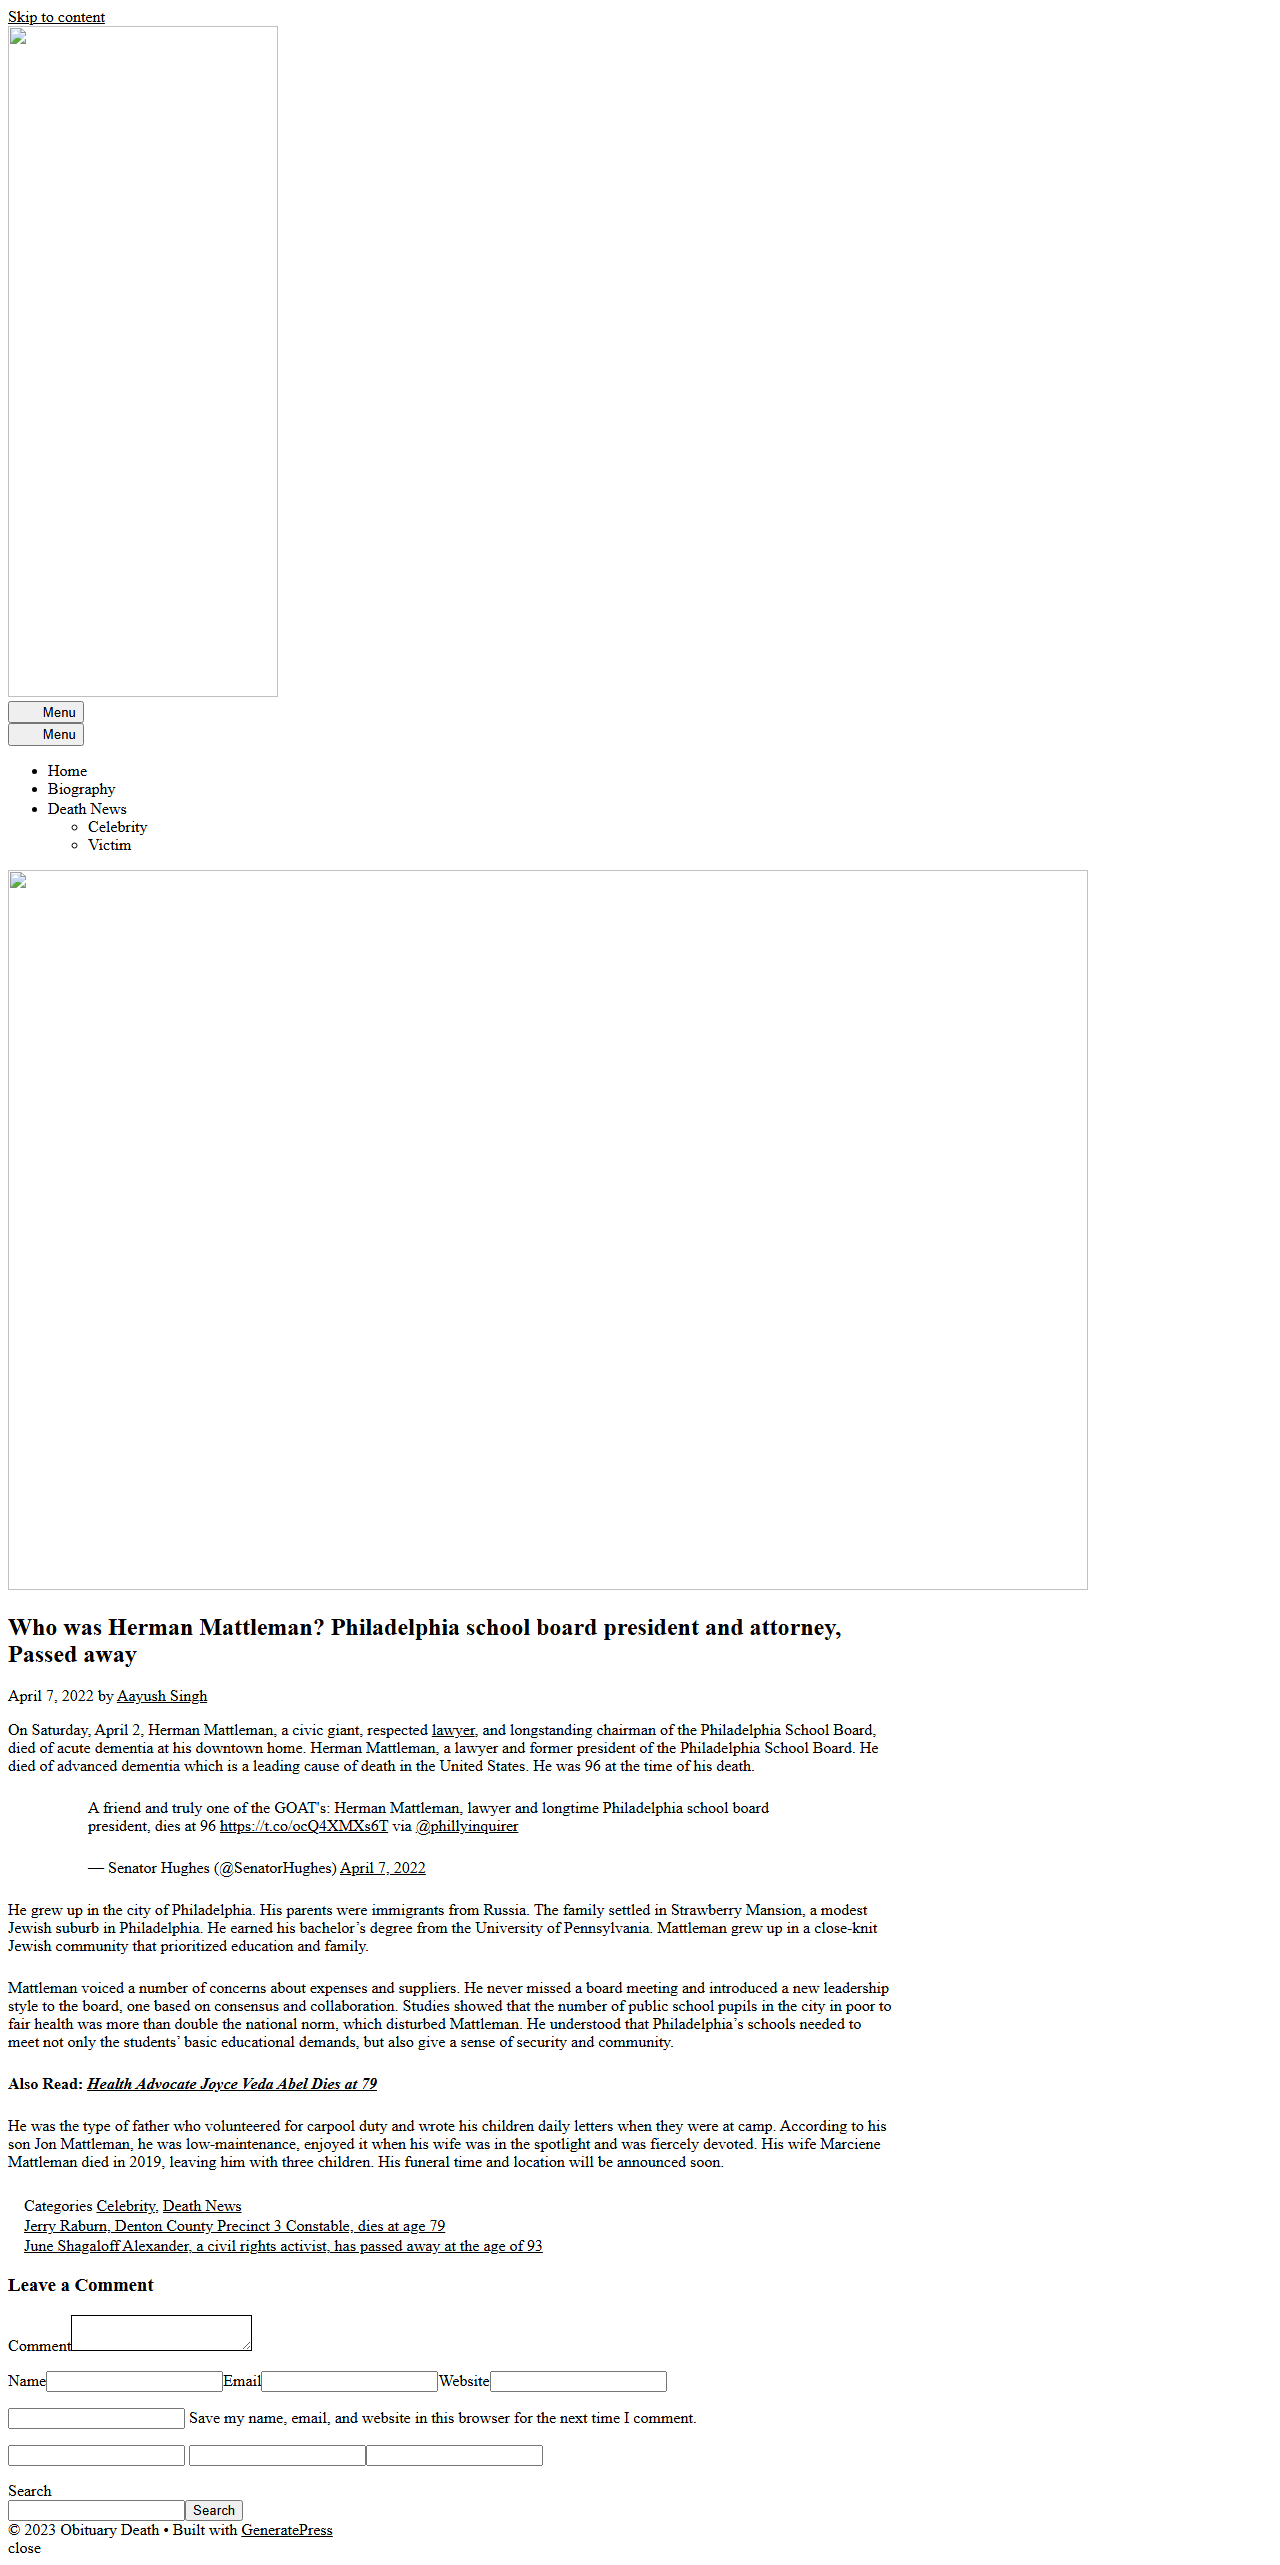 Skip to content
Menu
Menu
Home
Biography
Death News
Celebrity
Victim
Who was Herman Mattleman? Philadelphia school board president and attorney,
Passed away
April 7, 2022 by Aayush Singh
On Saturday, April 2, Herman Mattleman, a civic giant, respected lawyer, and longstanding chairman of the Philadelphia School Board,
died of acute dementia at his downtown home. Herman Mattleman, a lawyer and former president of the Philadelphia School Board. He
died of advanced dementia which is a leading cause of death in the United States. He was 96 at the time of his death.
A friend and truly one of the GOAT's: Herman Mattleman, lawyer and longtime Philadelphia school board
president, dies at 96 https://t.co/ocQ4XMXs6T via @phillyinquirer
— Senator Hughes (@SenatorHughes) April 7, 2022
He grew up in the city of Philadelphia. His parents were immigrants from Russia. The family settled in Strawberry Mansion, a modest
Jewish suburb in Philadelphia. He earned his bachelor’s degree from the University of Pennsylvania. Mattleman grew up in a close-knit
Jewish community that prioritized education and family.
Mattleman voiced a number of concerns about expenses and suppliers. He never missed a board meeting and introduced a new leadership
style to the board, one based on consensus and collaboration. Studies showed that the number of public school pupils in the city in poor to
fair health was more than double the national norm, which disturbed Mattleman. He understood that Philadelphia’s schools needed to
meet not only the students’ basic educational demands, but also give a sense of security and community.
Also Read: Health Advocate Joyce Veda Abel Dies at 79
He was the type of father who volunteered for carpool duty and wrote his children daily letters when they were at camp. According to his
son Jon Mattleman, he was low-maintenance, enjoyed it when his wife was in the spotlight and was fiercely devoted. His wife Marciene
Mattleman died in 2019, leaving him with three children. His funeral time and location will be announced soon.
Categories Celebrity, Death News
Jerry Raburn, Denton County Precinct 3 Constable, dies at age 79
June Shagaloff Alexander, a civil rights activist, has passed away at the age of 93
Leave a Comment
Comment
Name Email Website
Save my name, email, and website in this browser for the next time I comment.
Search
Search
© 2023 Obituary Death • Built with GeneratePress
close